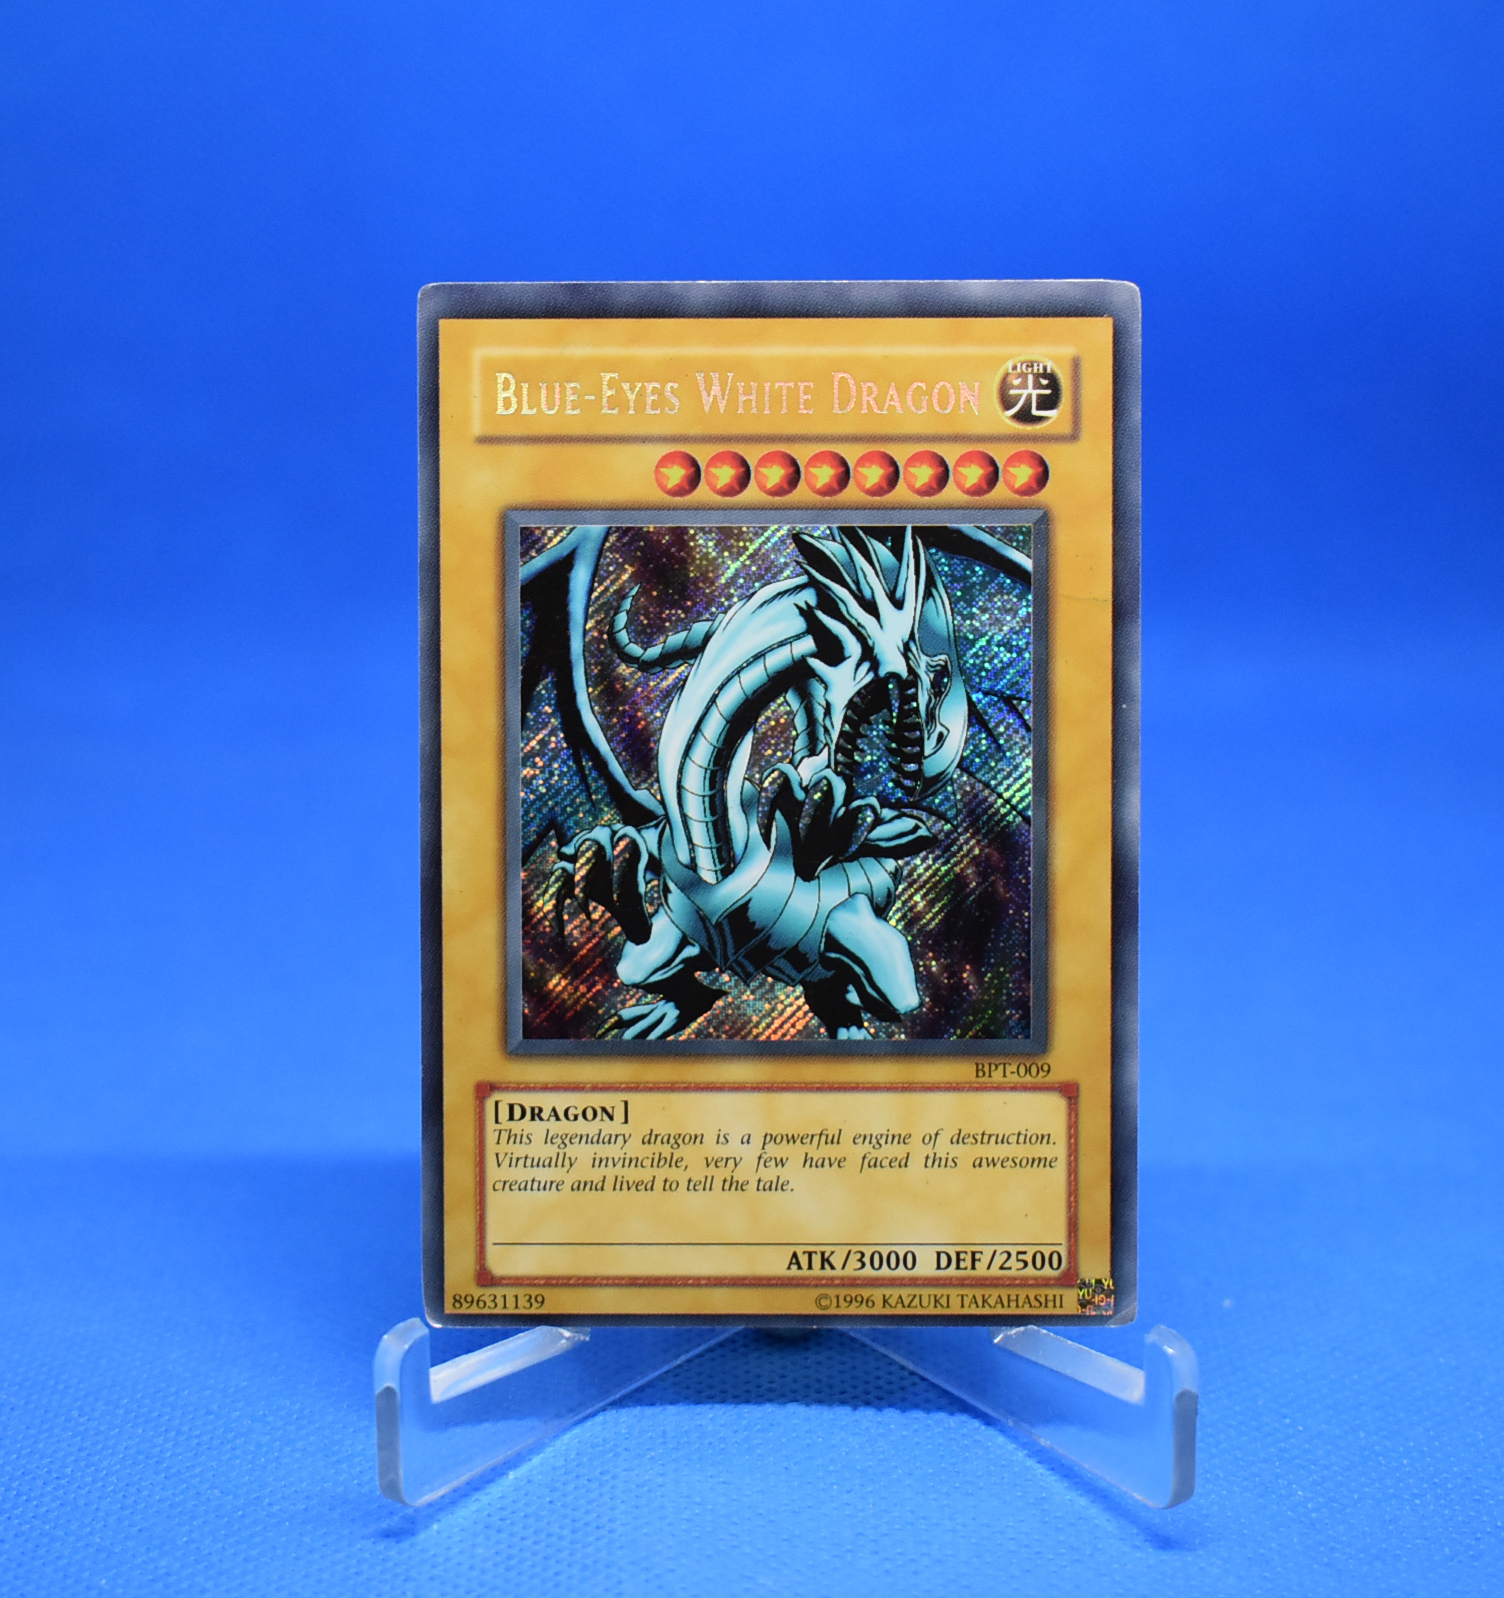 BLUE-EYES WHITE DRAGON
LIGHT
光
BPT-009
[DRAGON]
This legendary dragon is a powerful engine of destruction.
Virtually invincible, very few have faced this awesome
creature and lived to tell the tale.
ATK/3000 DEF/2500
89631139
©1996 KAZUKI TAKAHASHI